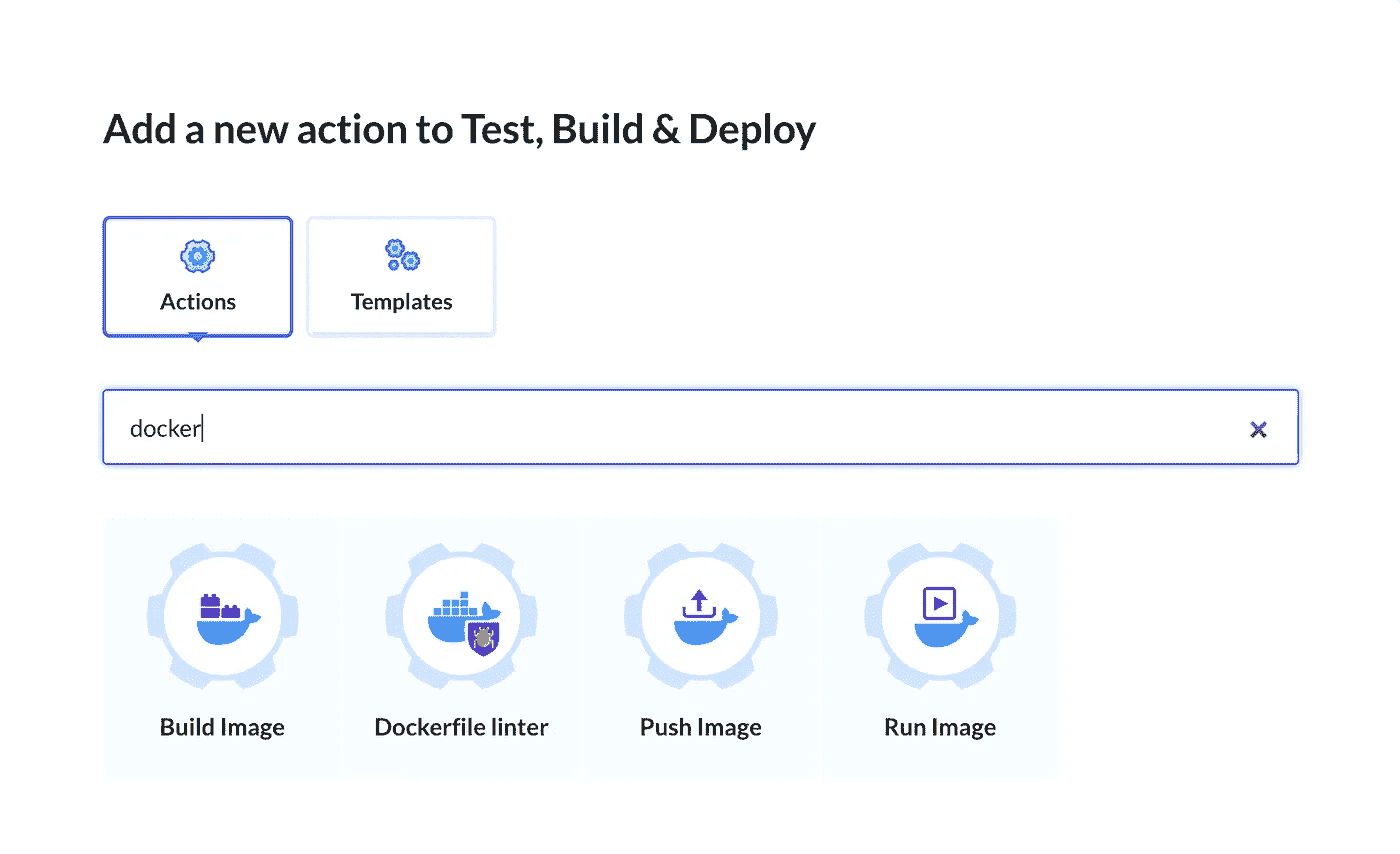 Add a new action to Test, Build & Deploy
Actions
Templates
docker
Build Image
Dockerfile linter
Push Image
Run Image